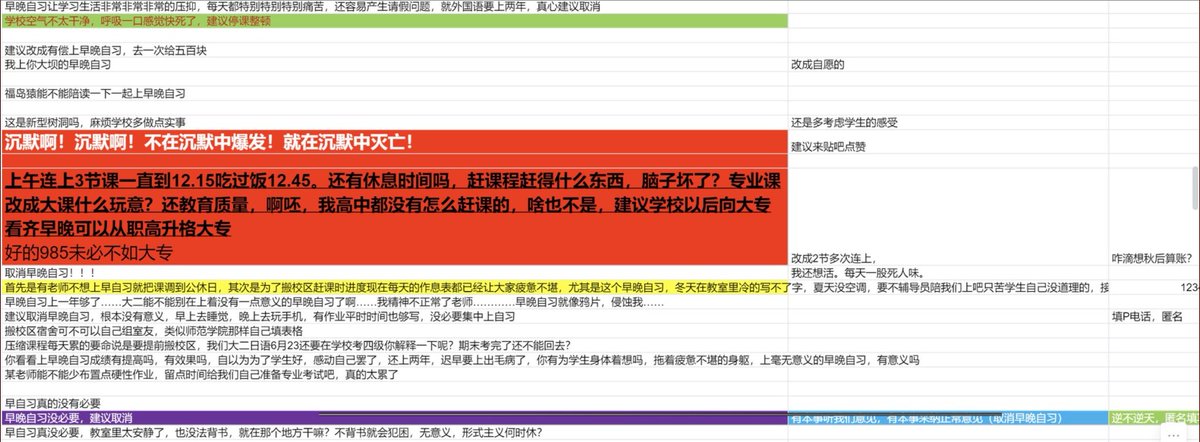 早晚自习让学习生活非常非常非常的压抑，每天都特别特别特别痛苦，还容易产生请假问题，就外国语要上两年，真心建议取消
学校空气不太干净，呼吸一口感觉快死了，建议停课整顿
建议改成有偿上早晚自习，去一次给五百块
我上你大坝的早晚自习
改成自愿的
福岛猿能不能陪读一下一起上早晚自习
这是新型树洞吗，麻烦学校多做点实事
还是多考虑学生的感受
沉默啊！沉默啊！不在沉默中爆发！就在沉默中灭亡！
建议来贴吧点赞
上午连上3节课一直到12.15吃过饭12.45。还有休息时间吗，赶课程赶得什么东西，脑子坏了？专业课
改成大课什么玩意？还教育质量，啊呸，我高中都没有怎么赶课的，啥也不是，建议学校以后向大专
看齐早晚可以从职高升格大专
好的985未必不如大专
改成2节多次连上，
咋滴想秋后算账？
取消早晚自习！！！
我还想活。每天一股死人味。
首先是有老师不想上早自习就把课调到公休日，其次是为了搬校区赶课时进度现在每天的作息表都已经让大家疲惫不堪，尤其是这个早晚自习，冬天在教室里冷的写不了字，夏天没空调，要不辅导员陪我们上吧只苦学生自己没道理的，接
1234
早晚自习上一年够了……大二能不能别在上着没有一点意义的早晚自习了啊……我精神不正常了老师…………早晚自习就像鸦片，侵蚀我………
建议取消早晚自习，根本没有意义，早上去睡觉，晚上去玩手机，有作业平时时间也够写，没必要集中上自习
填P电话，匿名
搬校区宿舍可不可以自己组室友，类似师范学院那样自己填表格
压缩课程每天累的要命说是要提前搬校区，我们大二日语6月23还要在学校考四级你解释一下呢？期末考完了还不能回去？
你看看上早晚自习成绩有提高吗，有效果吗，自以为为了学生好，感动自己罢了，还上两年，迟早要上出毛病了，你有为学生身体着想吗，拖着疲惫不堪的身躯，上毫无意义的早晚自习，有意义吗
某老师能不能少布置点硬性作业，留点时间给我们自己准备专业考试吧，真的太累了
早自习真的没有必要
早晚自习没必要，建议取消
有本事听我们意见，有本事采纳正常意见（取消早晚自习）
逆不逆天，匿名填
早自习真没必要，教室里太安静了，也没法背书，就在那个地方干嘛？不背书就会犯困，无意义，形式主义何时休？